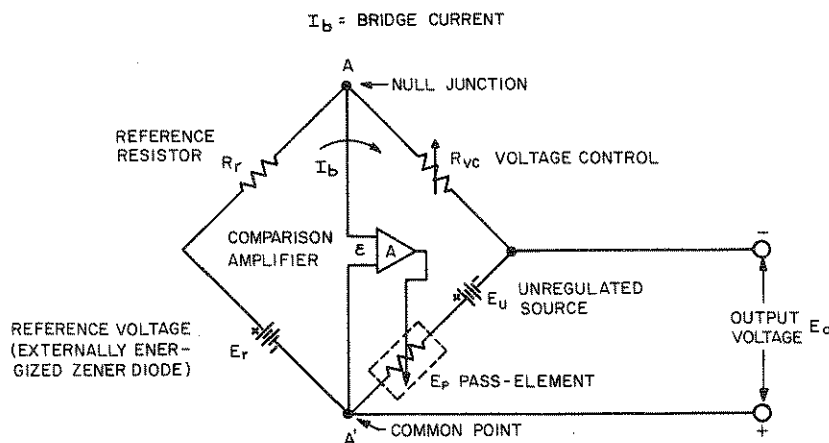 I_b = BRIDGE CURRENT
A
NULL JUNCTION
REFERENCE
RESISTOR
R_r
I_b
R_VC VOLTAGE CONTROL
COMPARISON
AMPLIFIER
ε
A
-
E_u UNREGULATED
SOURCE
REFERENCE VOLTAGE
(EXTERNALLY ENER-
GIZED ZENER DIODE)
E_r
OUTPUT
VOLTAGE E_o
E_P PASS-ELEMENT
A'
COMMON POINT
+